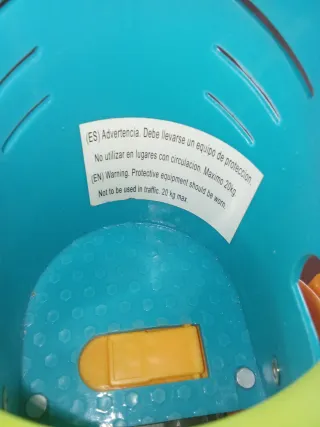 (ES) Advertencia. Debe llevarse un equipo de protección.
No utilizar en lugares con circulación. Máximo 20kg.
(EN) Warning. Protective equipment should be worn.
Not to be used in traffic. 20 kg max